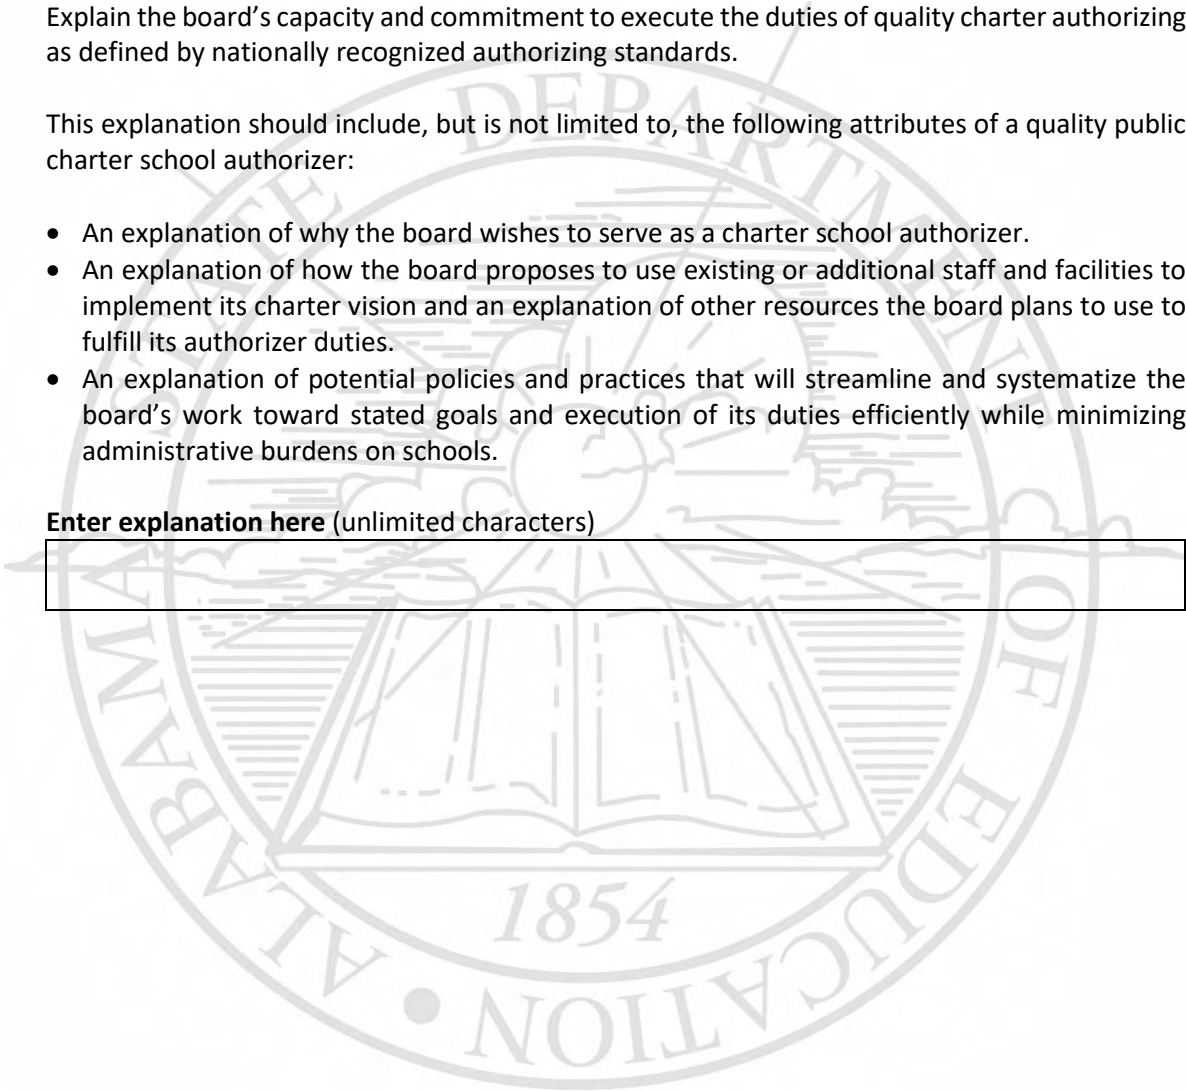 Explain the board’s capacity and commitment to execute the duties of quality charter authorizing
as defined by nationally recognized authorizing standards.
This explanation should include, but is not limited to, the following attributes of a quality public
charter school authorizer:
• An explanation of why the board wishes to serve as a charter school authorizer.
• An explanation of how the board proposes to use existing or additional staff and facilities to
implement its charter vision and an explanation of other resources the board plans to use to
fulfill its authorizer duties.
• An explanation of potential policies and practices that will streamline and systematize the
board’s work toward stated goals and execution of its duties efficiently while minimizing
administrative burdens on schools.
Enter explanation here (unlimited characters)
ALABAMA STATE DEPARTMENT OF EDUCATION •
1854